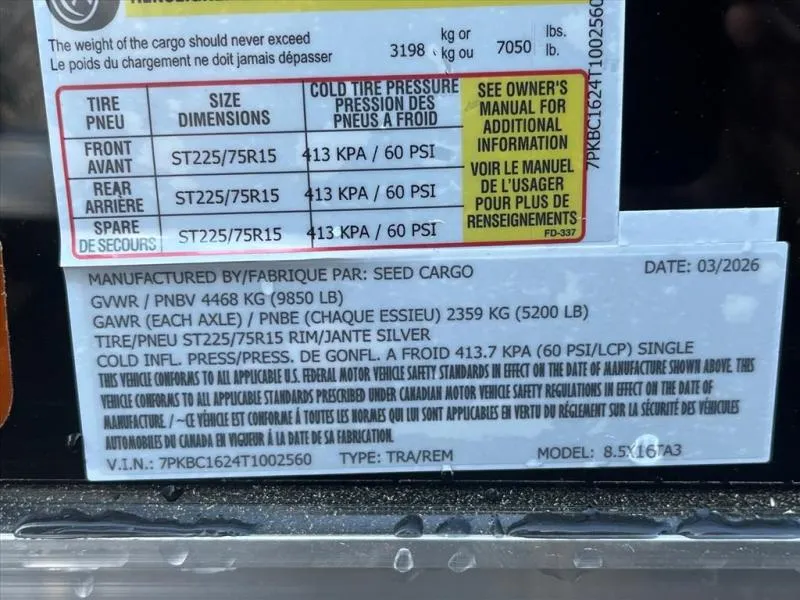 The weight of the cargo should never exceed
Le poids du chargement ne doit jamais dépasser
3198
kg or
kg ou
7050
lbs.
lb.
TIRE
PNEU
SIZE
DIMENSIONS
COLD TIRE PRESSURE
PRESSION DES
PNEUS A FROID
FRONT
AVANT
ST225/75R15
413 KPA / 60 PSI
REAR
ARRIÈRE
ST225/75R15
413 KPA / 60 PSI
SPARE
DE SECOURS
ST225/75R15
413 KPA / 60 PSI
SEE OWNER'S
MANUAL FOR
ADDITIONAL
INFORMATION
VOIR LE MANUEL
DE L'USAGER
POUR PLUS DE
RENSEIGNEMENTS
FD-337
7PKBC1624T1002560
MANUFACTURED BY/FABRIQUE PAR: SEED CARGO
DATE: 03/2026
GVWR / PNBV 4468 KG (9850 LB)
GAWR (EACH AXLE) / PNBE (CHAQUE ESSIEU) 2359 KG (5200 LB)
TIRE/PNEU ST225/75R15 RIM/JANTE SILVER
COLD INFL. PRESS/PRESS. DE GONFL. A FROID 413.7 KPA (60 PSI/LCP) SINGLE
THIS VEHICLE CONFORMS TO ALL APPLICABLE U.S. FEDERAL MOTOR VEHICLE SAFETY STANDARDS IN EFFECT ON THE DATE OF MANUFACTURE SHOWN ABOVE. THIS
VEHICLE CONFORMS TO ALL APPLICABLE STANDARDS PRESCRIBED UNDER CANADIAN MOTOR VEHICLE SAFETY REGULATIONS IN EFFECT ON THE DATE OF
MANUFACTURE. / ~CE VÉHICLE EST CONFORME À TOUTES LES NORMES QUI LUI SONT APPLICABLES EN VERTU DU RÉGLEMENT SUR LA SÉCURITÉ DES VÉHICULES
AUTOMOBILES DU CANADA EN VIGUEUR À LA DATE DE SA FABRICATION.
V.I.N.: 7PKBC1624T1002560
TYPE: TRA/REM
MODEL: 8.5X16TA3